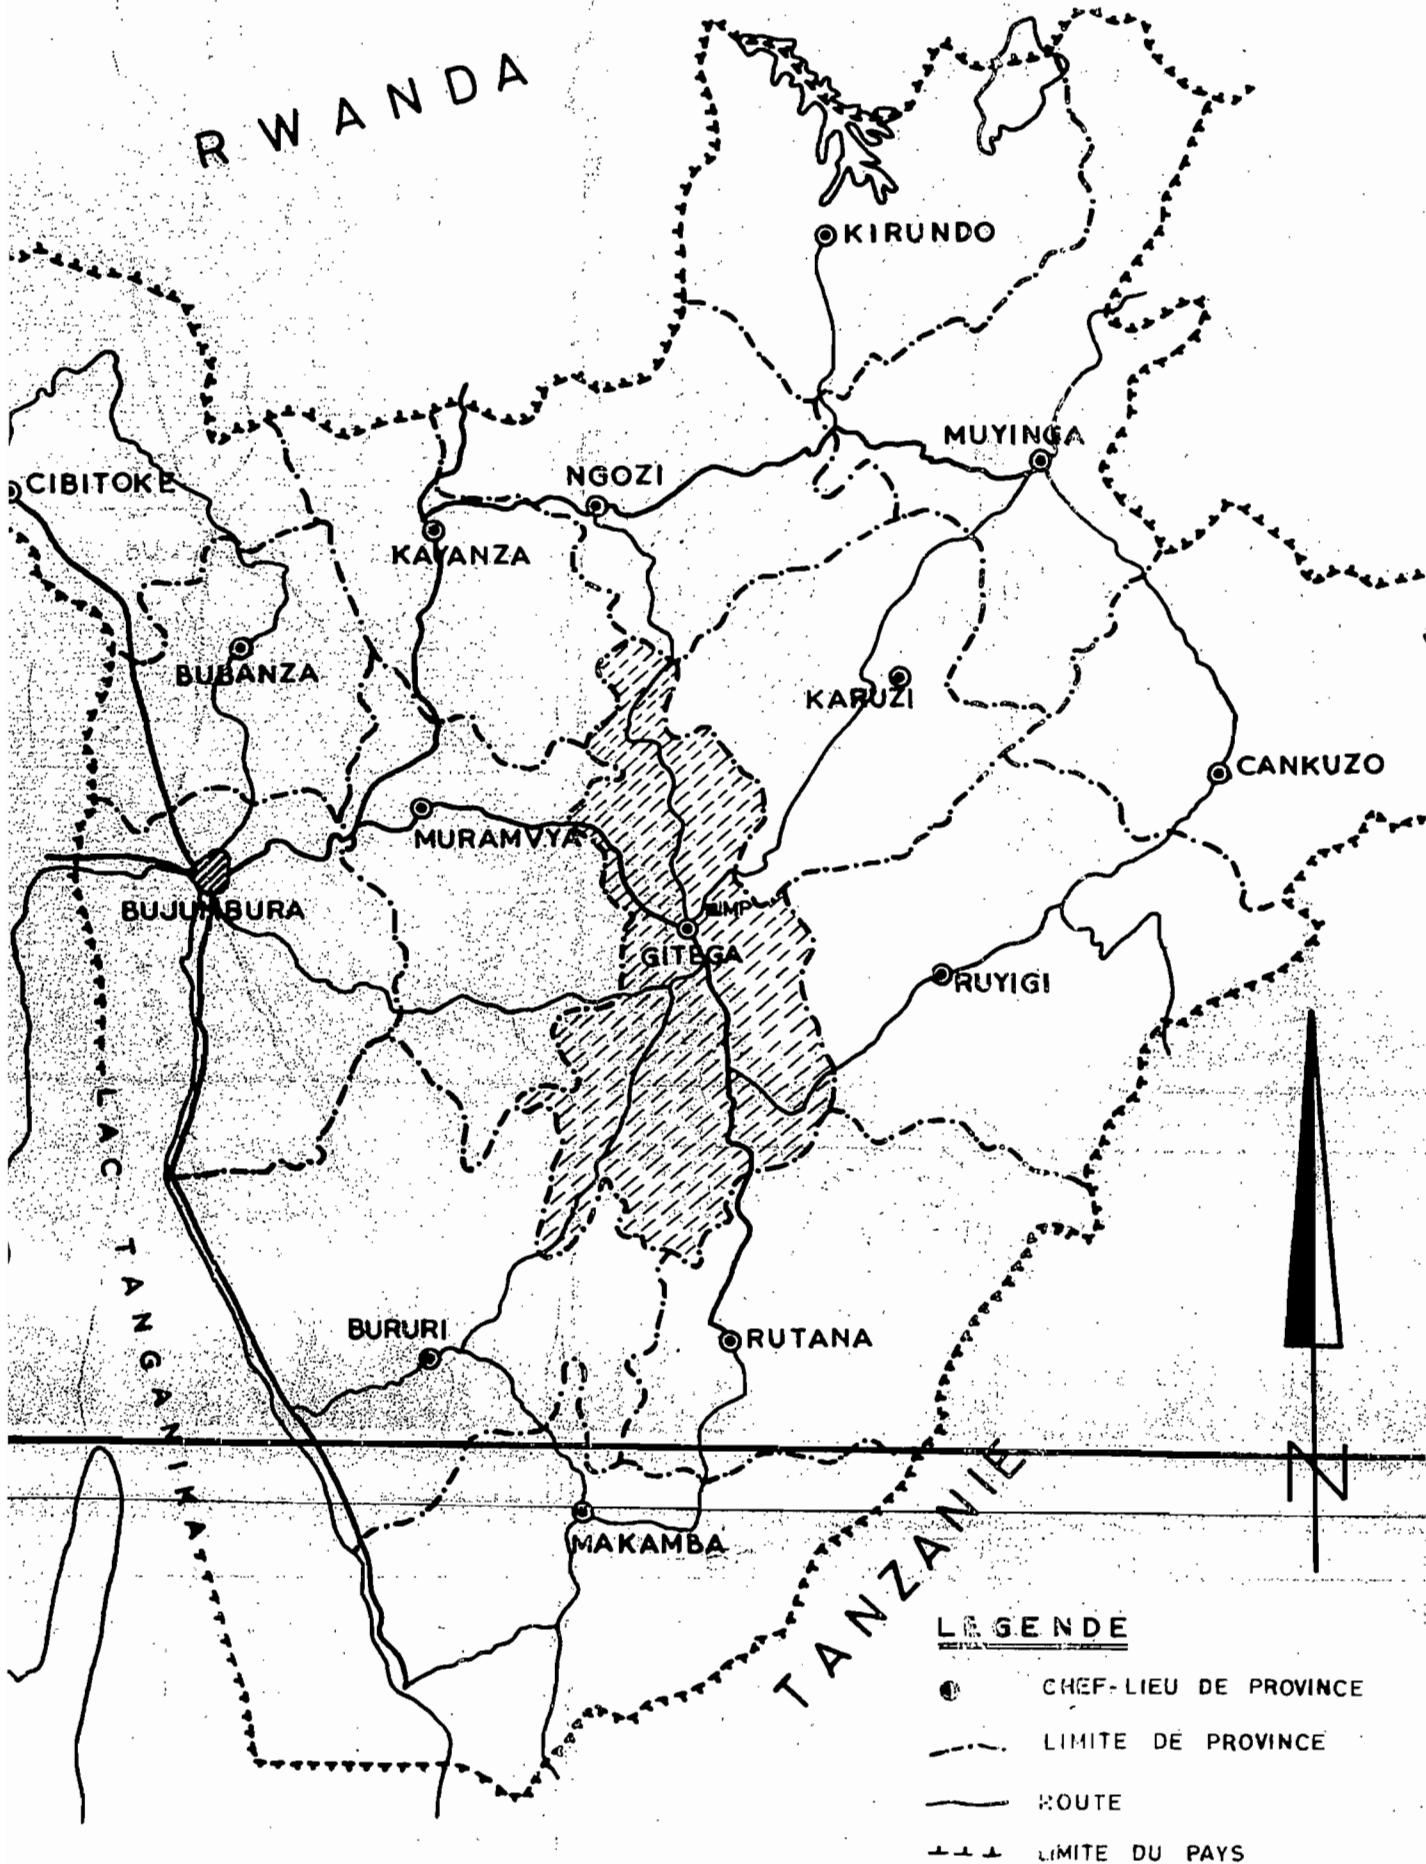 RWANDA
KIRUNDO
MUYINGA
CIBITOKE
NGOZI
KAYANZA
BUBANZA
KARUZI
CANKUZO
MURAMVYA
BUJUMBURA
GITEGA
RUYIGI
LAC TANGANIKA
BURURI
RUTANA
MAKAMBA
TANZANIE
N
LEGENDE
CHEF-LIEU DE PROVINCE
LIMITE DE PROVINCE
ROUTE
LIMITE DU PAYS